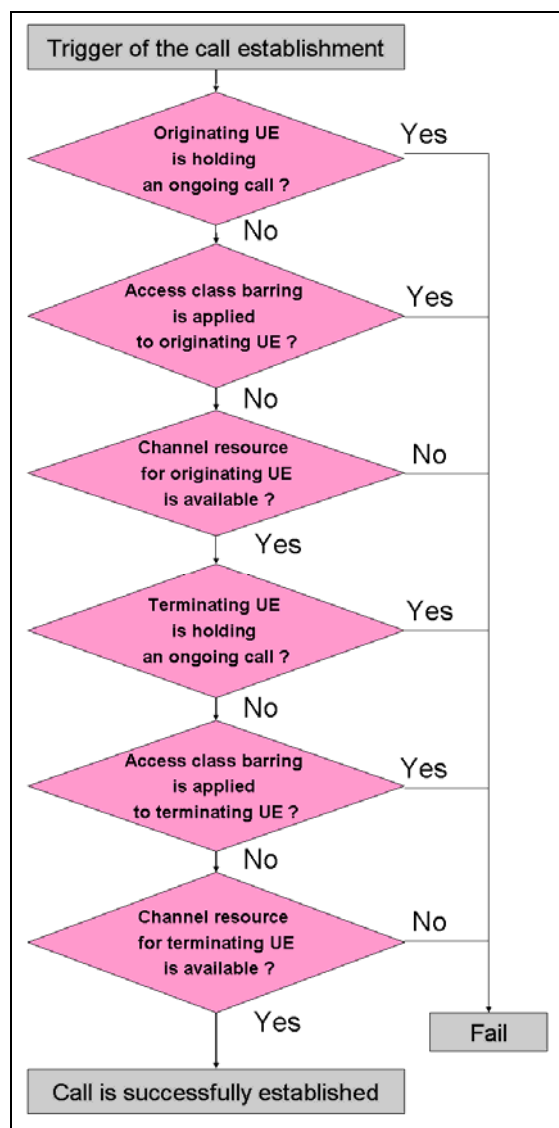 Trigger of the call establishment
Originating UE
is holding
an ongoing call ?
Yes
No
Access class barring
is applied
to originating UE ?
Yes
No
Channel resource
for originating UE
is available ?
No
Yes
Terminating UE
is holding
an ongoing call ?
Yes
No
Access class barring
is applied
to terminating UE ?
Yes
No
Channel resource
for terminating UE
is available ?
No
Yes
Fail
Call is successfully established